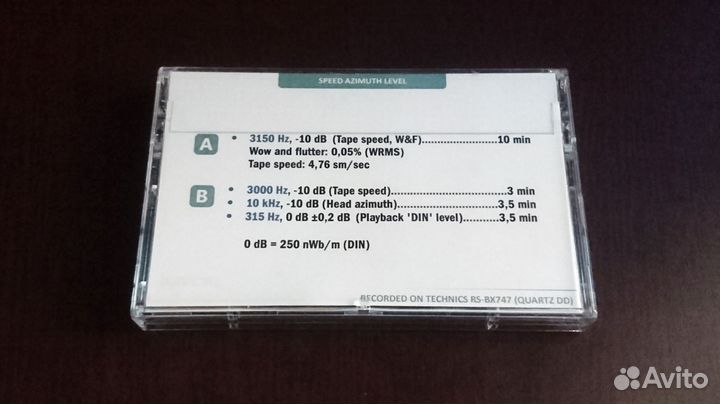 SPEED AZIMUTH LEVEL
A
• 3150 Hz, -10 dB (Tape speed, W&F)........................10 min
Wow and flutter: 0,05% (WRMS)
Tape speed: 4,76 sm/sec
B
• 3000 Hz, -10 dB (Tape speed)....................................3 min
• 10 kHz, -10 dB (Head azimuth)................................3,5 min
• 315 Hz, 0 dB ±0,2 dB (Playback 'DIN' level)...........3,5 min
0 dB = 250 nWb/m (DIN)
RECORDED ON TECHNICS RS-BX747 (QUARTZ DD)
Avito